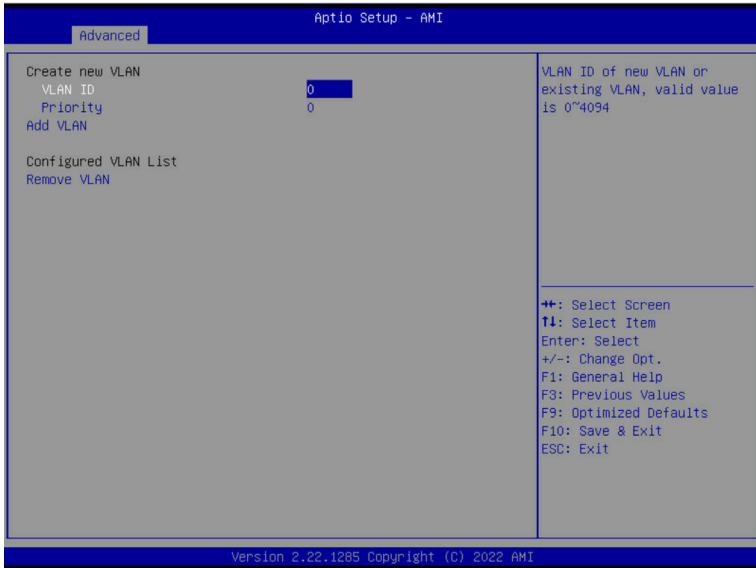 Aptio Setup - AMI
Advanced
Create new VLAN
VLAN ID 0
Priority 0
Add VLAN
Configured VLAN List
Remove VLAN
VLAN ID of new VLAN or
existing VLAN, valid value
is 0~4094
→←: Select Screen
↑↓: Select Item
Enter: Select
+/-: Change Opt.
F1: General Help
F3: Previous Values
F9: Optimized Defaults
F10: Save & Exit
ESC: Exit
Version 2.22.1285 Copyright (C) 2022 AMI